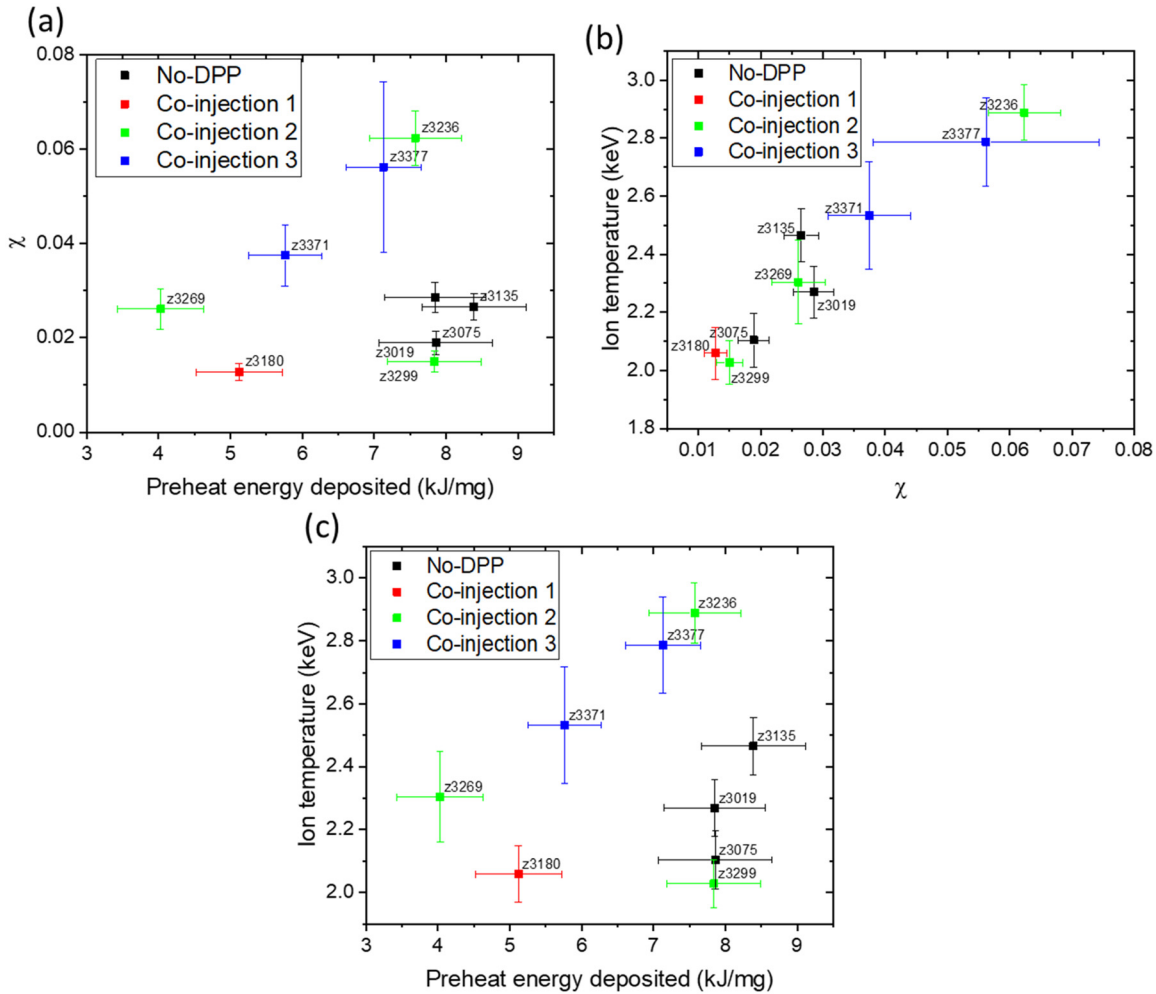 (a)
0.08
0.06
0.04
0.02
0.00
χ
No-DPP
Co-injection 1
Co-injection 2
Co-injection 3
z3236
z3377
z3371
z3269
z3135
z3075
z3019
z3299
z3180
3 4 5 6 7 8 9
Preheat energy deposited (kJ/mg)
(b)
3.0
2.8
2.6
2.4
2.2
2.0
1.8
Ion temperature (keV)
No-DPP
Co-injection 1
Co-injection 2
Co-injection 3
z3236
z3377
z3371
z3135
z3269
z3019
z3075
z3180
z3299
0.01 0.02 0.03 0.04 0.05 0.06 0.07 0.08
χ
(c)
3.0
2.8
2.6
2.4
2.2
2.0
Ion temperature (keV)
No-DPP
Co-injection 1
Co-injection 2
Co-injection 3
z3236
z3377
z3371
z3135
z3269
z3019
z3075
z3180
z3299
3 4 5 6 7 8 9
Preheat energy deposited (kJ/mg)